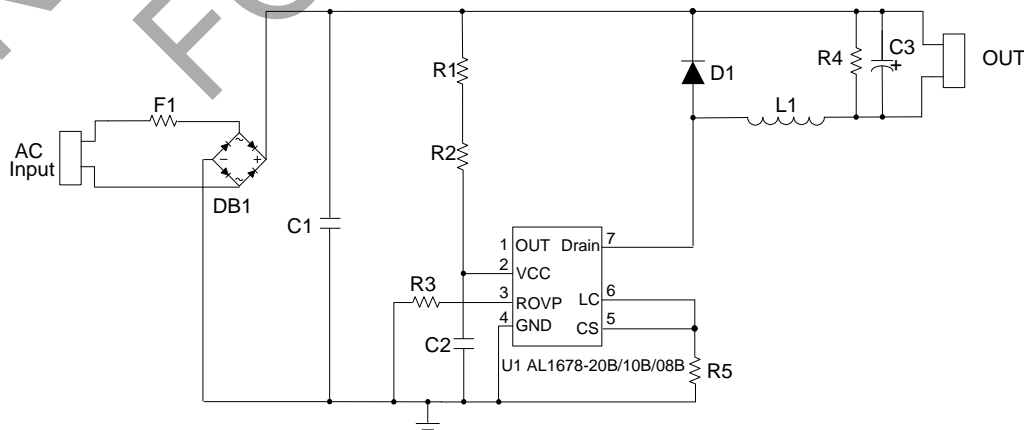 R1
R4
C3
+
OUT
D1
F1
L1
AC
Input
R2
~
− +
~
DB1
C1
1 OUT Drain 7
2 VCC
R3
3 ROVP LC 6
4 GND CS 5
C2
U1 AL1678-20B/10B/08B
R5